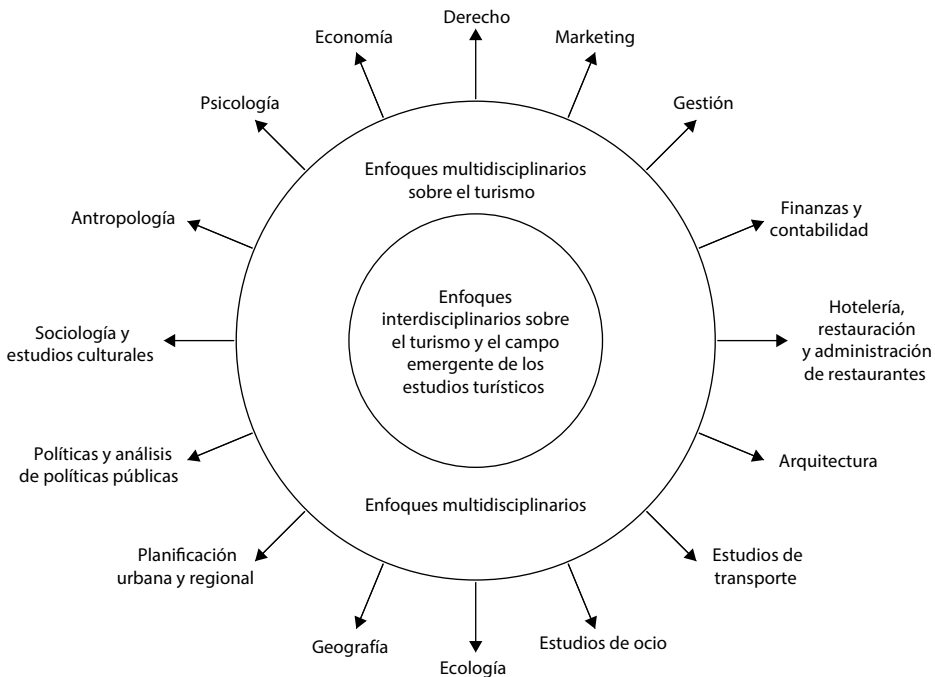 Derecho
Economía
Marketing
Psicología
Gestión
Enfoques multidisciplinarios
sobre el turismo
Antropología
Finanzas y
contabilidad
Enfoques
interdisciplinarios sobre
el turismo y el campo
emergente de los
estudios turísticos
Sociología y
estudios culturales
Hotelería,
restauración
y administración
de restaurantes
Políticas y análisis
de políticas públicas
Arquitectura
Enfoques multidisciplinarios
Planificación
urbana y regional
Estudios de
transporte
Geografía
Estudios de ocio
Ecología